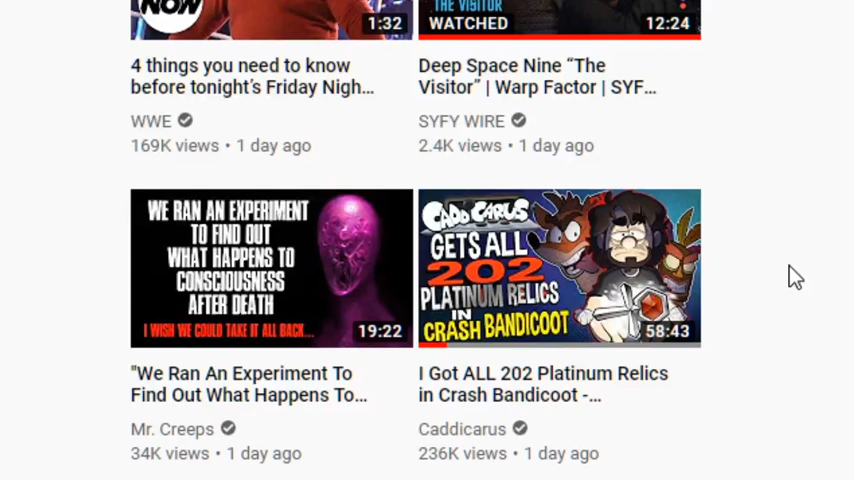 NOW
1:32
THE VISITOR
WATCHED
12:24
4 things you need to know
before tonight's Friday Nigh...
WWE
169K views • 1 day ago
Deep Space Nine “The
Visitor” | Warp Factor | SYF...
SYFY WIRE
2.4K views • 1 day ago
WE RAN AN EXPERIMENT
TO FIND OUT
WHAT HAPPENS TO
CONSCIOUSNESS
AFTER DEATH
I WISH WE COULD TAKE IT ALL BACK...
19:22
CADDICARUS
GETS ALL
202
PLATINUM RELICS
IN
CRASH BANDICOOT
58:43
"We Ran An Experiment To
Find Out What Happens To...
Mr. Creeps
34K views • 1 day ago
I Got ALL 202 Platinum Relics
in Crash Bandicoot -...
Caddicarus
236K views • 1 day ago